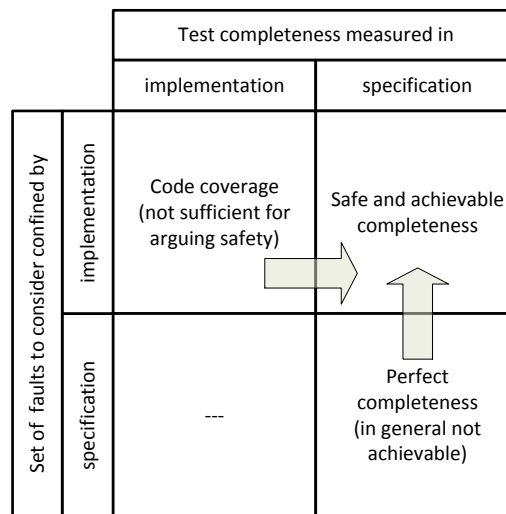 Test completeness measured in
implementation
specification
Set of faults to consider confined by
implementation
Code coverage
(not sufficient for
arguing safety)
Safe and achievable
completeness
specification
---
Perfect
completeness
(in general not
achievable)